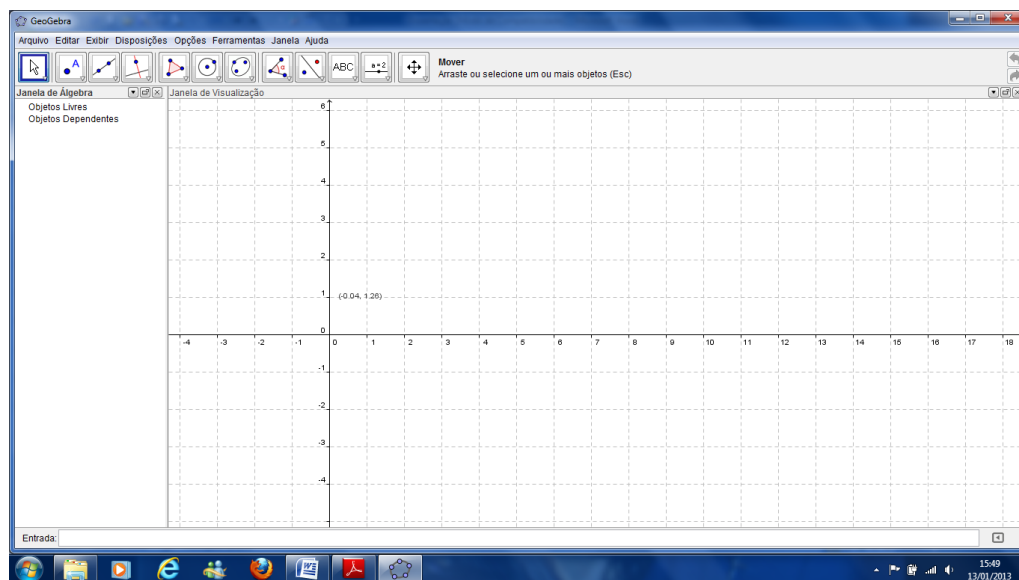 GeoGebra
Arquivo Editar Exibir Disposições Opções Ferramentas Janela Ajuda
A
α
ABC
a=2
Mover
Arraste ou selecione um ou mais objetos (Esc)
Janela de Álgebra
Janela de Visualização
Objetos Livres
Objetos Dependentes
6
5
4
3
2
1
(-0.04, 1.26)
0
-4 -3 -2 -1 0 1 2 3 4 5 6 7 8 9 10 11 12 13 14 15 16 17 18
-1
-2
-3
-4
Entrada:
15:49
13/01/2013